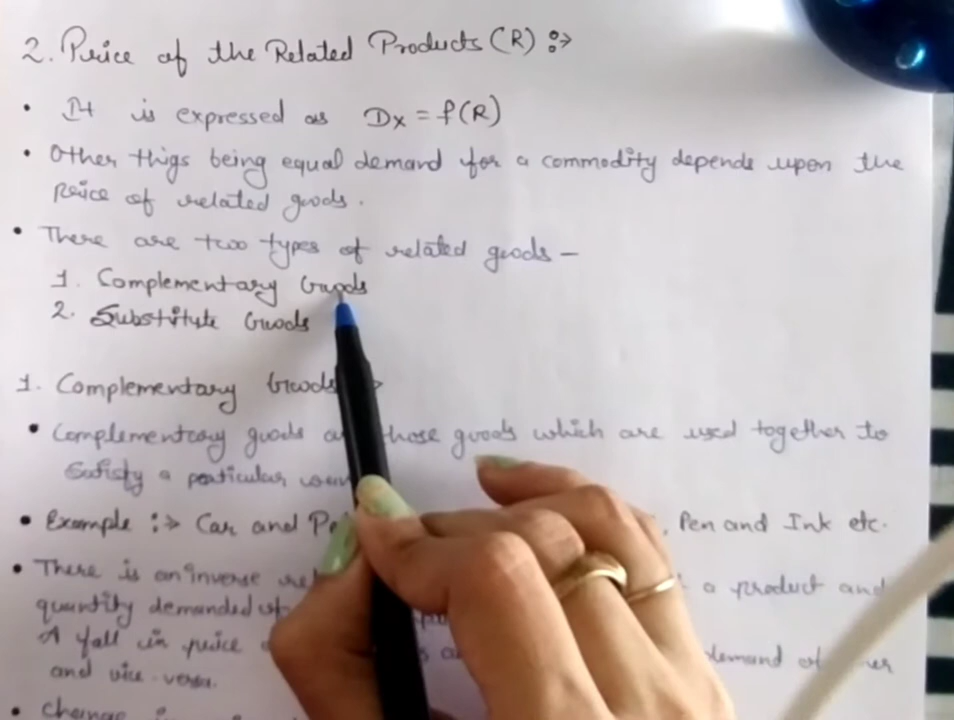 2. Price of the Related Products (R) :->
• It is expressed as Dx = f(R)
• Other thigs being equal demand for a commodity depends upon the
Price of related goods.
• There are two types of related goods -
1. Complementary Goods
2. Substitute Goods
1. Complementary Goods
• Complementary goods those goods which are used together to
Satisfy a particular
• Example :-> Car and Pen and Ink etc.
• There is an inverse a product and
quantity demanded of
A fall in price demand of
and vice-versa.
• Change